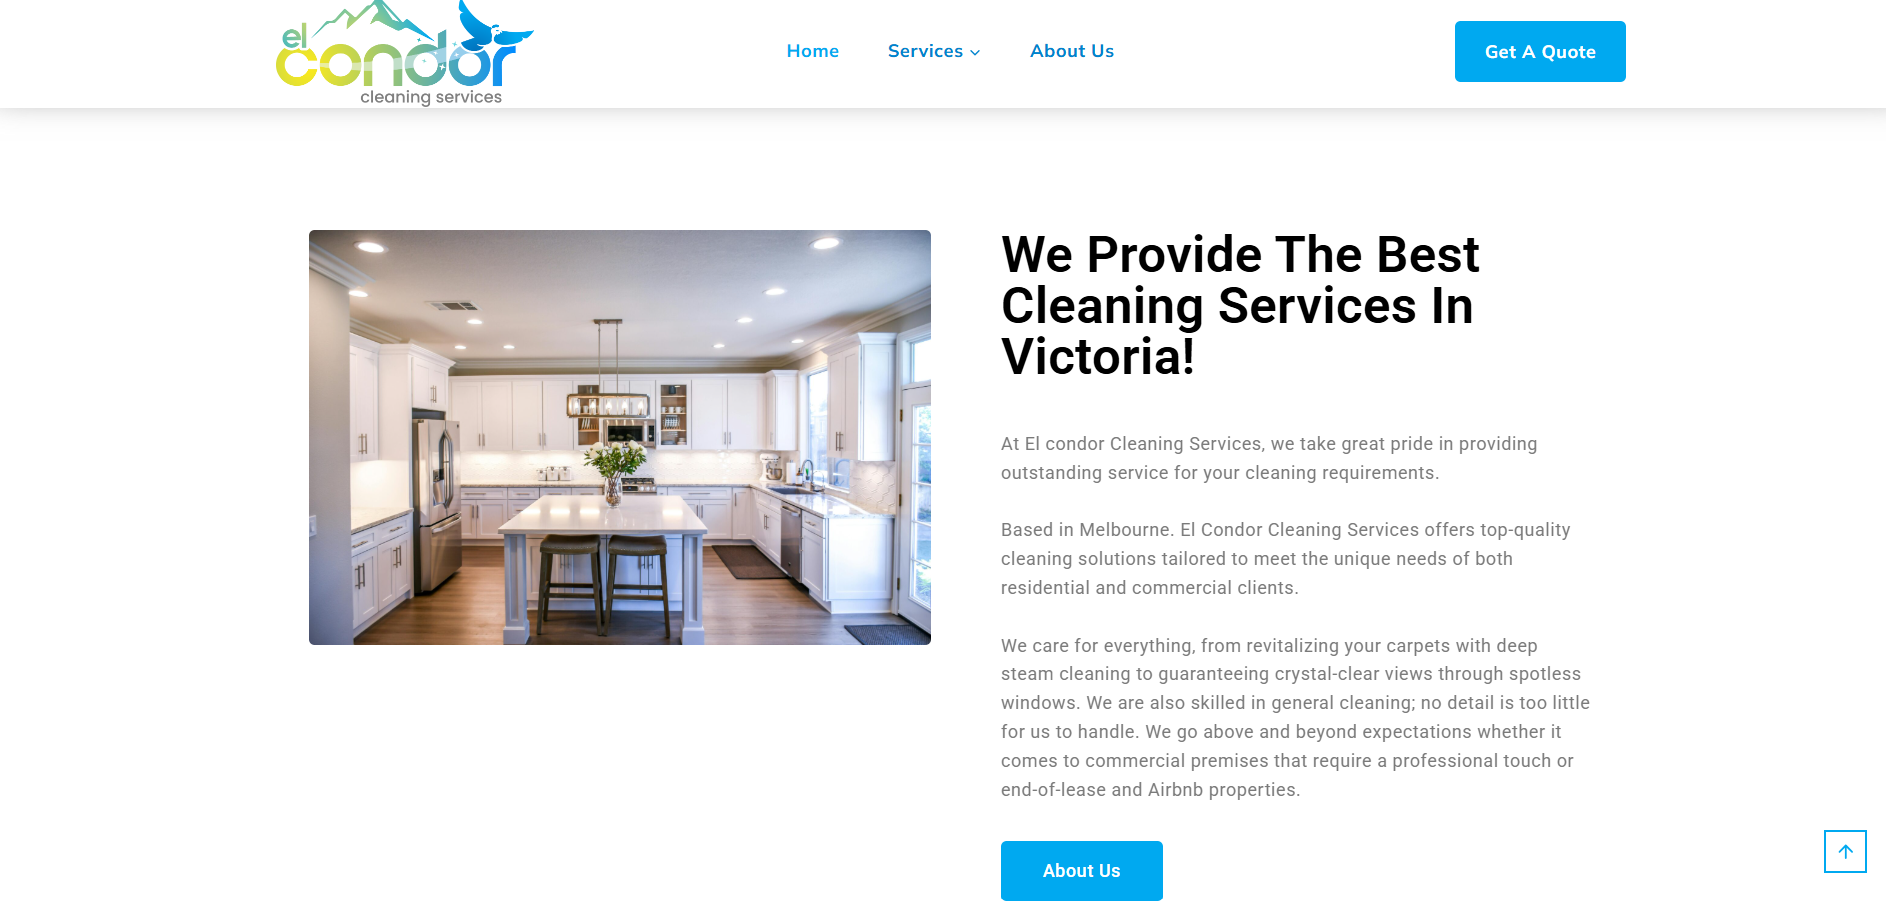 el
condor
cleaning services
Home
Services
About Us
Get A Quote
We Provide The Best
Cleaning Services In
Victoria!
At El condor Cleaning Services, we take great pride in providing
outstanding service for your cleaning requirements.
Based in Melbourne. El Condor Cleaning Services offers top-quality
cleaning solutions tailored to meet the unique needs of both
residential and commercial clients.
We care for everything, from revitalizing your carpets with deep
steam cleaning to guaranteeing crystal-clear views through spotless
windows. We are also skilled in general cleaning; no detail is too little
for us to handle. We go above and beyond expectations whether it
comes to commercial premises that require a professional touch or
end-of-lease and Airbnb properties.
About Us